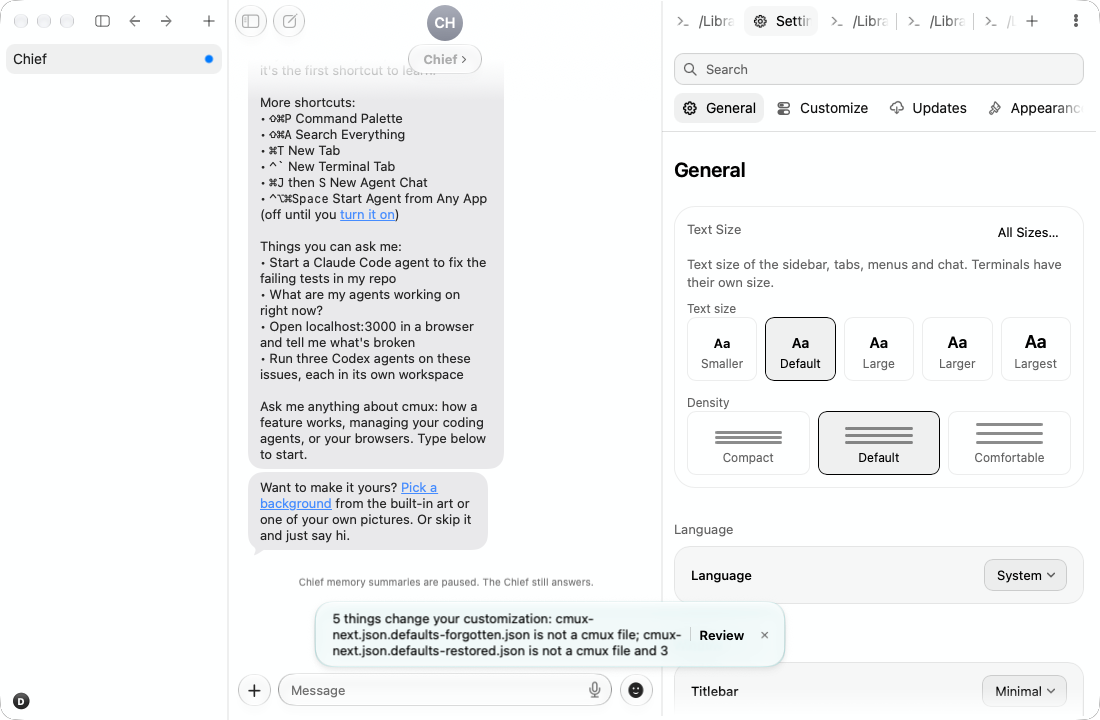 Chief
CH
Chief >
it's the first shortcut to learn.
More shortcuts:
• ⇧⌘P Command Palette
• ⇧⌘A Search Everything
• ⌘T New Tab
• ^` New Terminal Tab
• ⌘J then S New Agent Chat
• ^⌥⌘Space Start Agent from Any App
(off until you turn it on)
Things you can ask me:
• Start a Claude Code agent to fix the
failing tests in my repo
• What are my agents working on
right now?
• Open localhost:3000 in a browser
and tell me what's broken
• Run three Codex agents on these
issues, each in its own workspace
Ask me anything about cmux: how a
feature works, managing your coding
agents, or your browsers. Type below
to start.
Want to make it yours? Pick a
background from the built-in art or
one of your own pictures. Or skip it
and just say hi.
Chief memory summaries are paused. The Chief still answers.
5 things change your customization: cmux-
next.json.defaults-forgotten.json is not a cmux file; cmux-
next.json.defaults-restored.json is not a cmux file and 3
Review
Message
D
/Libra
Settin
/Libra
/Libra
Search
General
Customize
Updates
Appearanc
General
Text Size
All Sizes...
Text size of the sidebar, tabs, menus and chat. Terminals have
their own size.
Text size
Aa Aa Aa Aa Aa
Smaller Default Large Larger Largest
Density
Compact Default Comfortable
Language
Language
System
Titlebar
Minimal